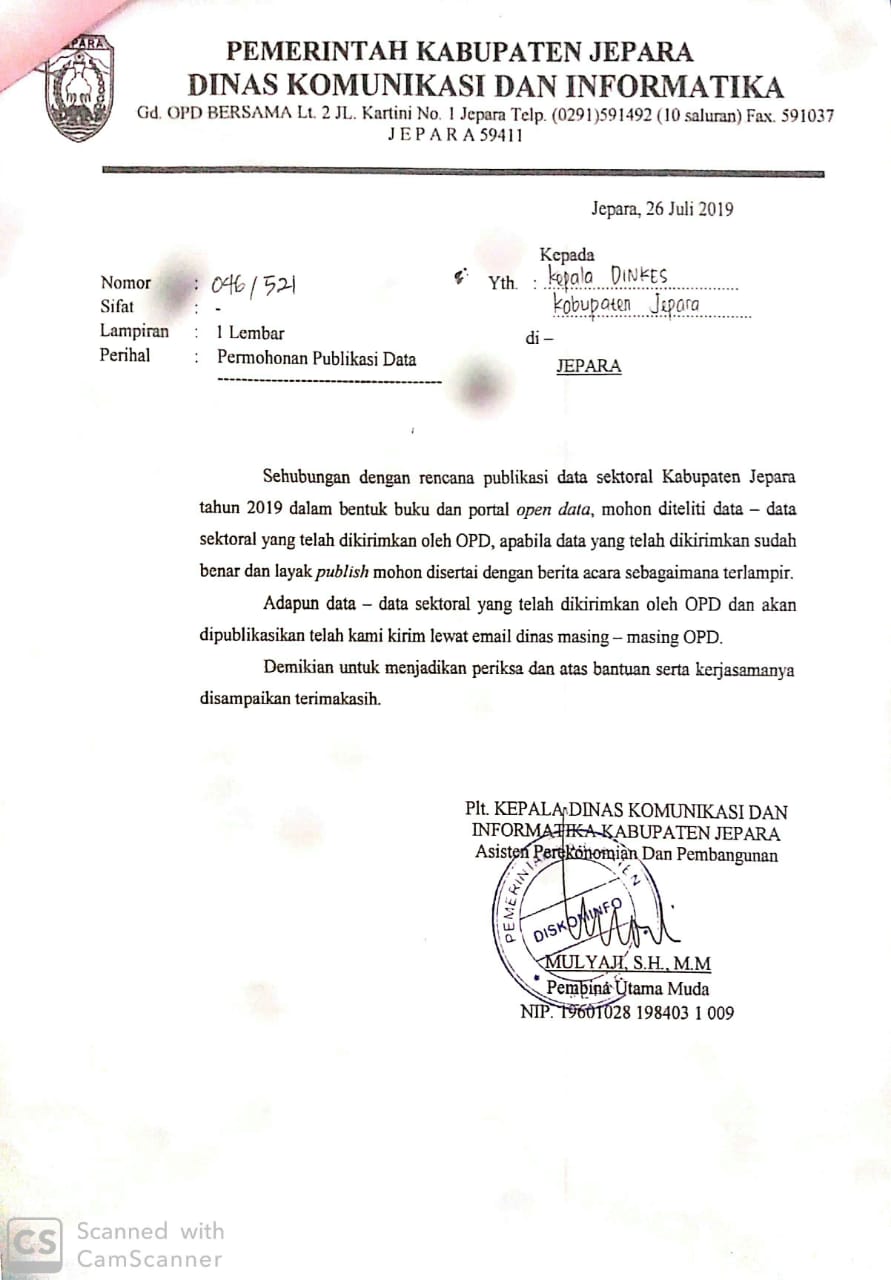 JEPARA
PEMERINTAH KABUPATEN JEPARA
DINAS KOMUNIKASI DAN INFORMATIKA
Gd. OPD BERSAMA Lt. 2 JL. Kartini No. 1 Jepara Telp. (0291)591492 (10 saluran) Fax. 591037
J E P A R A 59411
Jepara, 26 Juli 2019
Kepada
Yth. : Kepala DINKES
Kabupaten Jepara
di –
JEPARA
Nomor : 046 / 521
Sifat : -
Lampiran : 1 Lembar
Perihal : Permohonan Publikasi Data
Sehubungan dengan rencana publikasi data sektoral Kabupaten Jepara
tahun 2019 dalam bentuk buku dan portal open data, mohon diteliti data – data
sektoral yang telah dikirimkan oleh OPD, apabila data yang telah dikirimkan sudah
benar dan layak publish mohon disertai dengan berita acara sebagaimana terlampir.
Adapun data – data sektoral yang telah dikirimkan oleh OPD dan akan
dipublikasikan telah kami kirim lewat email dinas masing – masing OPD.
Demikian untuk menjadikan periksa dan atas bantuan serta kerjasamanya
disampaikan terimakasih.
Plt. KEPALA DINAS KOMUNIKASI DAN
INFORMATIKA KABUPATEN JEPARA
Asisten Perekonomian Dan Pembangunan
DISKOMINFO
MULYAJI, S.H., M.M
Pembina Utama Muda
NIP. 19601028 198403 1 009
CS
Scanned with
CamScanner